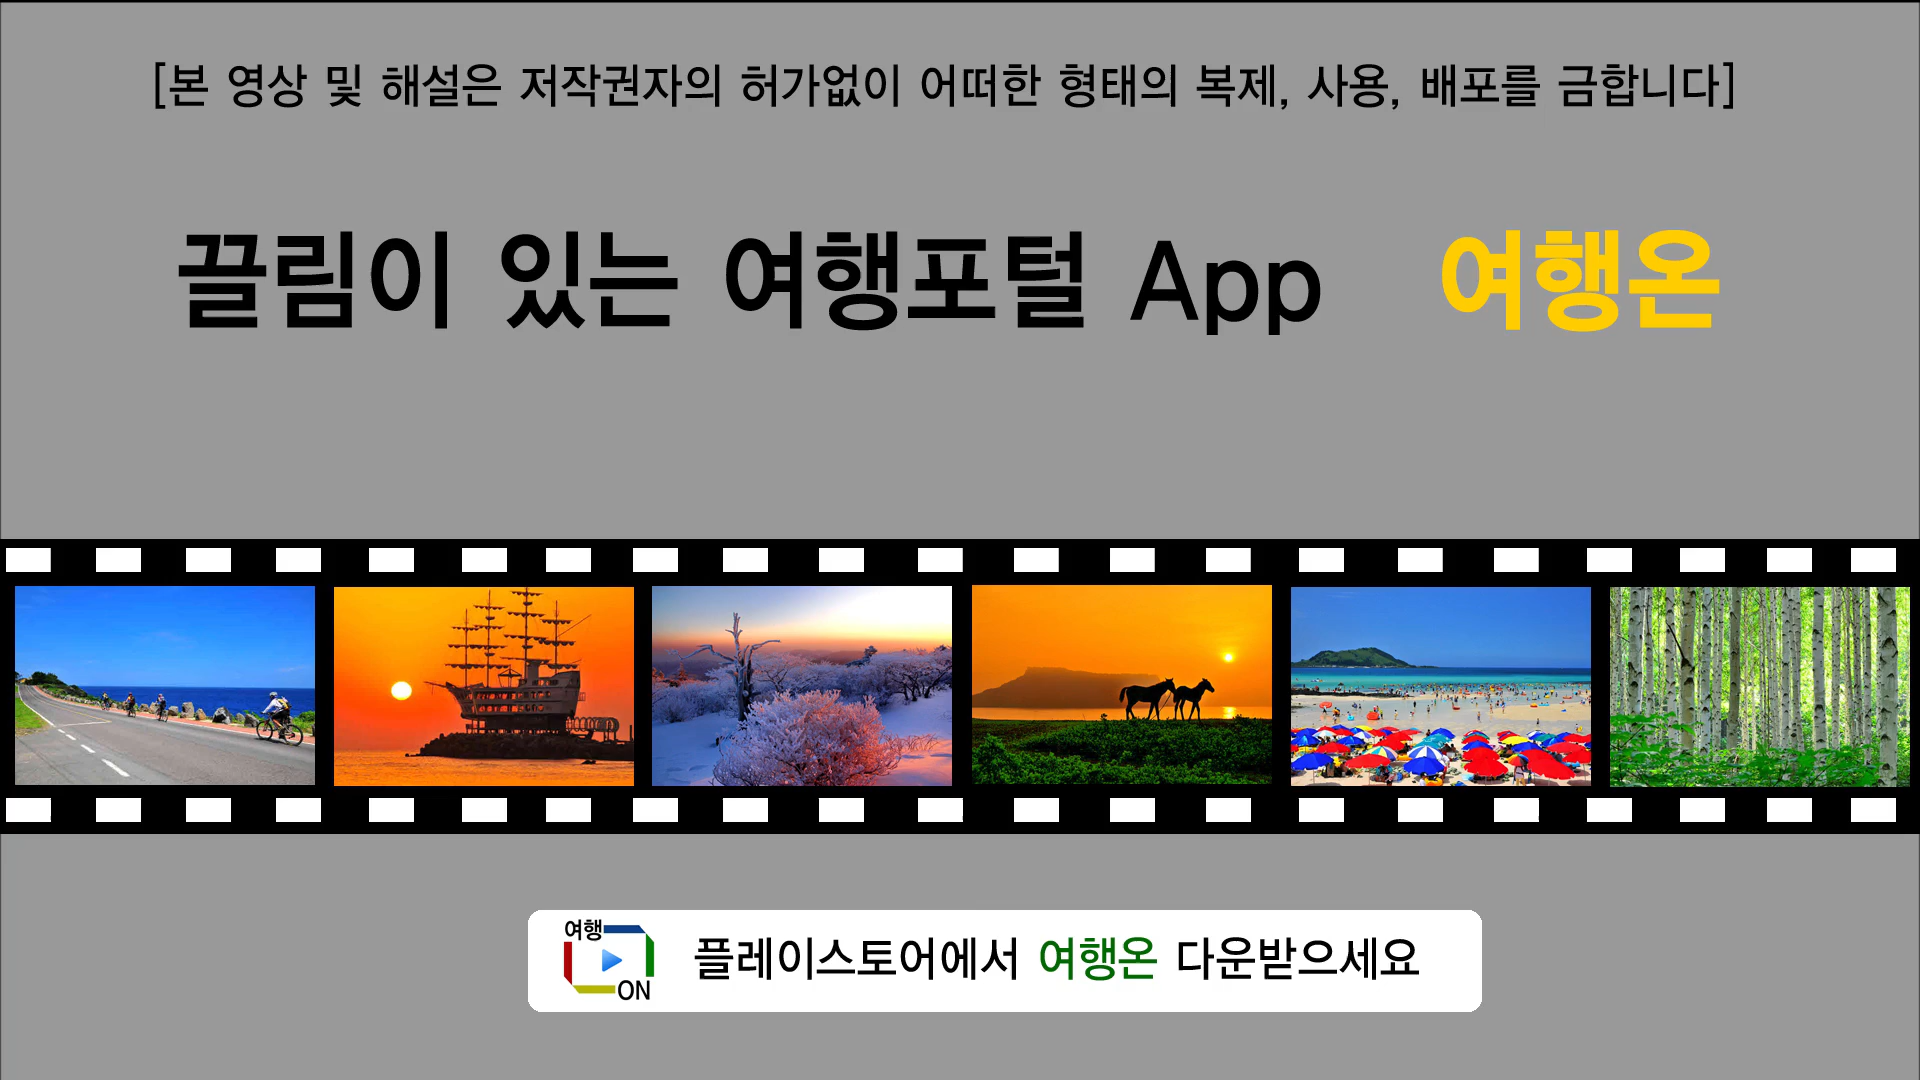 [본 영상 및 해설은 저작권자의 허가없이 어떠한 형태의 복제, 사용, 배포를 금합니다]
끌림이 있는 여행포털 App 여행온
여행
ON
플레이스토어에서 여행온 다운받으세요